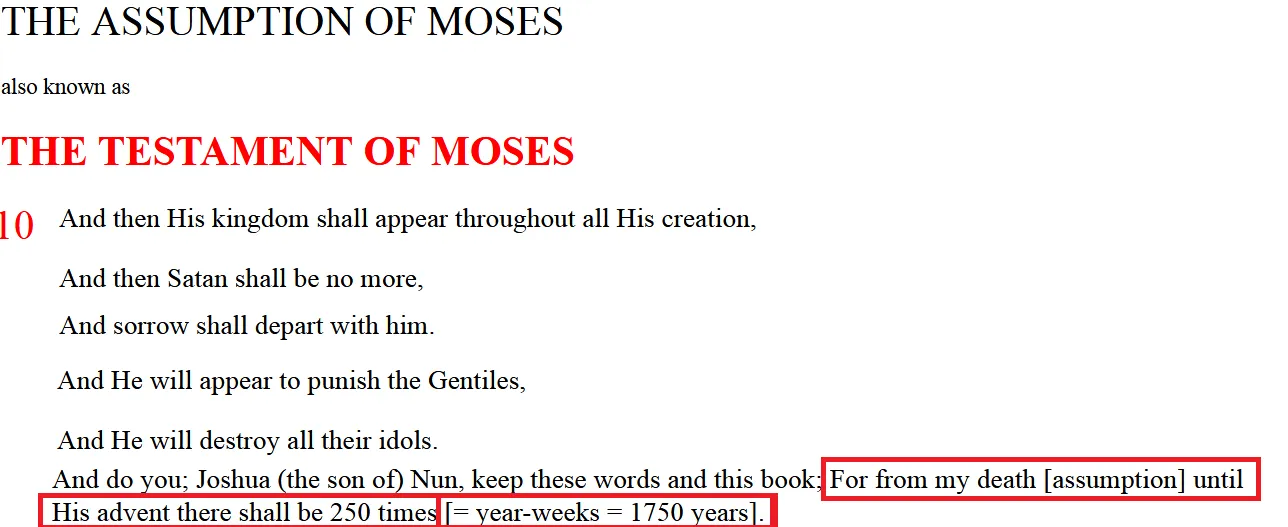 THE ASSUMPTION OF MOSES
also known as
THE TESTAMENT OF MOSES
10 And then His kingdom shall appear throughout all His creation,
And then Satan shall be no more,
And sorrow shall depart with him.
And He will appear to punish the Gentiles,
And He will destroy all their idols.
And do you; Joshua (the son of) Nun, keep these words and this book; For from my death [assumption] until
His advent there shall be 250 times [= year-weeks = 1750 years].